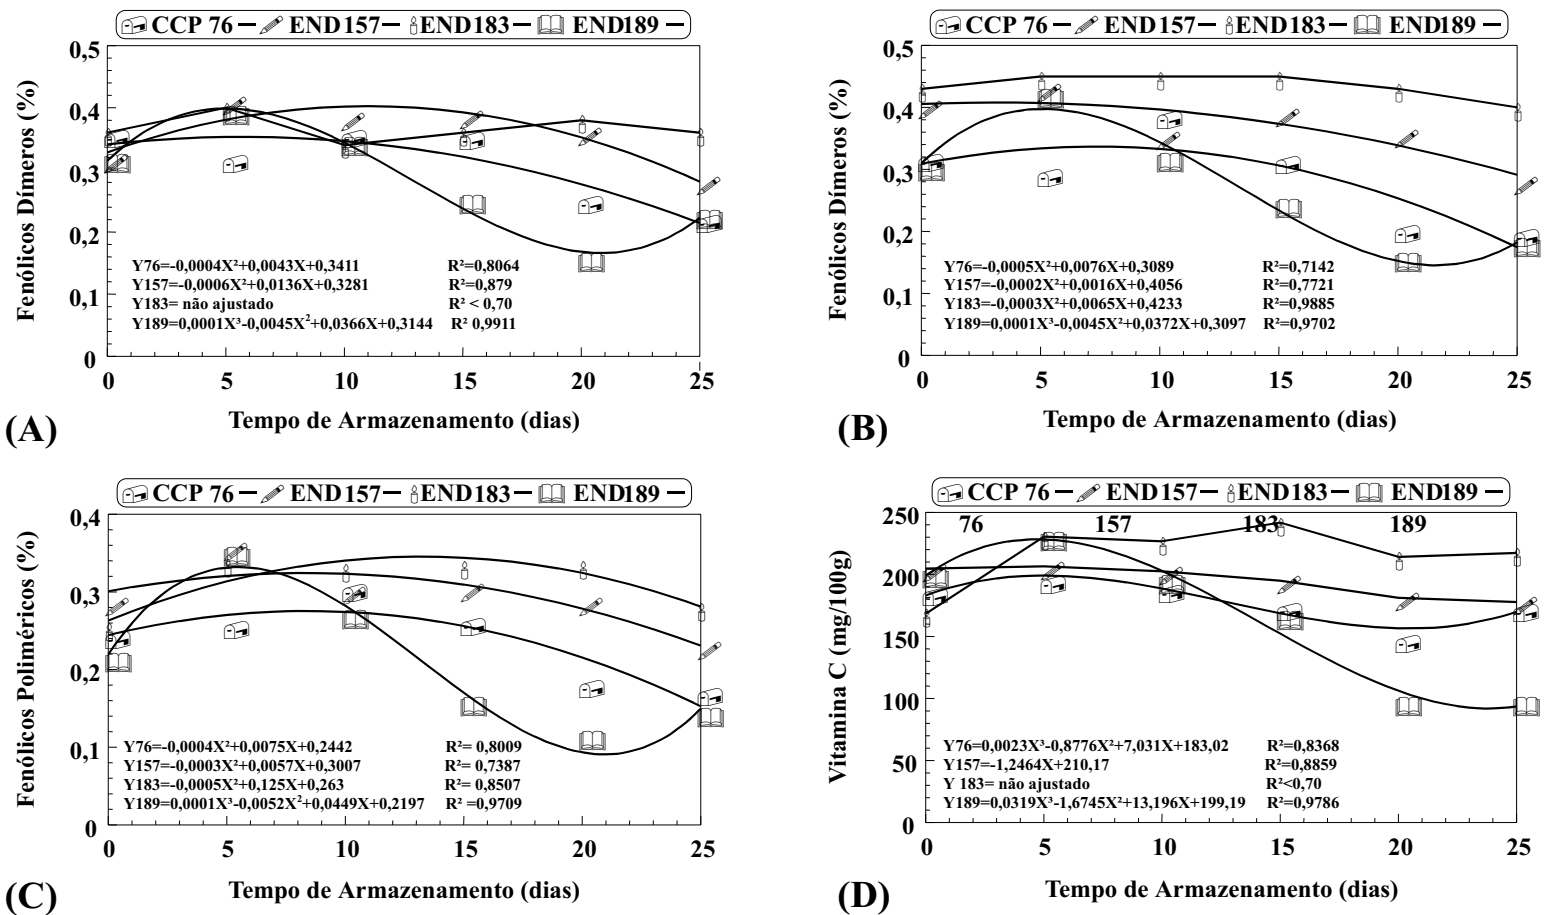 CCP 76 END157 END183 END189
0,5
0,4
0,3
0,2
0,1
0
Fenólicos Dímeros (%)
Y76=-0,0004X²+0,0043X+0,3411 R²=0,8064
Y157=-0,0006X²+0,0136X+0,3281 R²=0,879
Y183= não ajustado R² < 0,70
Y189=0,0001X³-0,0045X²+0,0366X+0,3144 R² 0,9911
0 5 10 15 20 25
Tempo de Armazenamento (dias)
(A)
CCP 76 END157 END183 END189
0,5
0,4
0,3
0,2
0,1
0
Fenólicos Dímeros (%)
Y76=-0,0005X²+0,0076X+0,3089 R²=0,7142
Y157=-0,0002X²+0,0016X+0,4056 R²=0,7721
Y183=-0,0003X²+0,0065X+0,4233 R²=0,9885
Y189=0,0001X³-0,0045X²+0,0372X+0,3097 R²=0,9702
0 5 10 15 20 25
Tempo de Armazenamento (dias)
(B)
CCP 76 END157 END183 END189
0,4
0,3
0,2
0,1
0
Fenólicos Poliméricos (%)
Y76=-0,0004X²+0,0075X+0,2442 R²= 0,8009
Y157=-0,0003X²+0,0057X+0,3007 R²= 0,7387
Y183=-0,0005X²+0,125X+0,263 R²= 0,8507
Y189=0,0001X³-0,0052X²+0,0449X+0,2197 R² =0,9709
0 5 10 15 20 25
Tempo de Armazenamento (dias)
(C)
CCP 76 END157 END183 END189
76 157 183 189
250
200
150
100
50
0
Vitamina C (mg/100g)
Y76=0,0023X³-0,8776X²+7,031X+183,02 R²=0,8368
Y157=-1,2464X+210,17 R²=0,8859
Y 183= não ajustado R²<0,70
Y189=0,0319X³-1,6745X²+13,196X+199,19 R²=0,9786
0 5 10 15 20 25
Tempo de Armazenamento (dias)
(D)